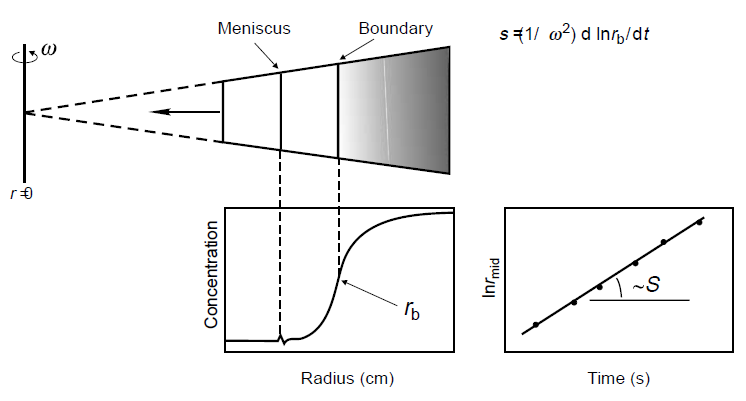 Meniscus
Boundary
s =(1/ ω²) d lnr_b/dt
ω
r =0
Concentration
r_b
Radius (cm)
lnr_mid
~S
Time (s)